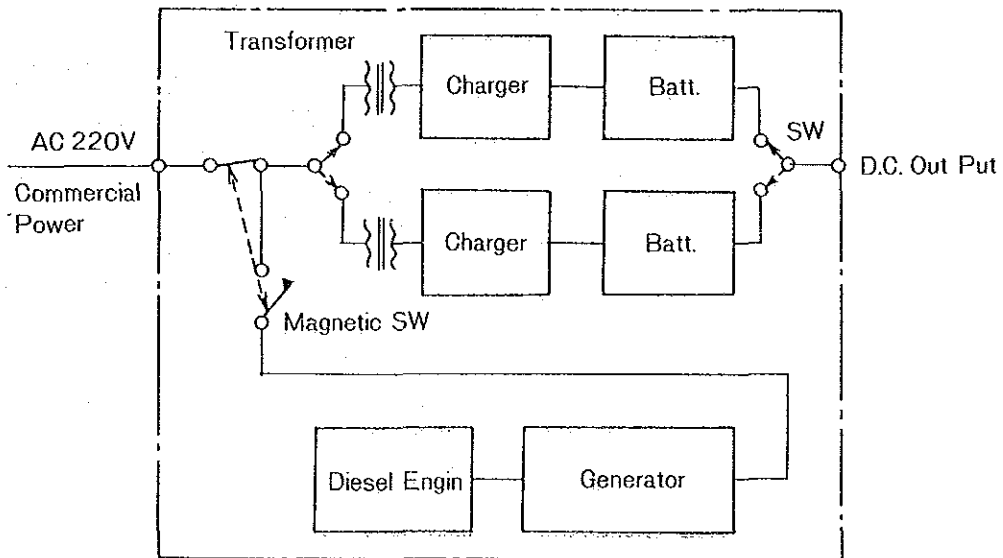 Transformer
Charger
Batt.
SW
AC 220V
Commercial
Power
D.C. Out Put
Charger
Batt.
Magnetic SW
Diesel Engin
Generator